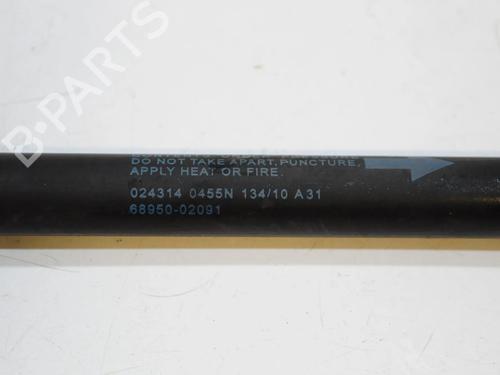 DO NOT TAKE APART, PUNCTURE,
APPLY HEAT OR FIRE.
024314 0455N 134/10 A31
68950-02091
B-PARTS